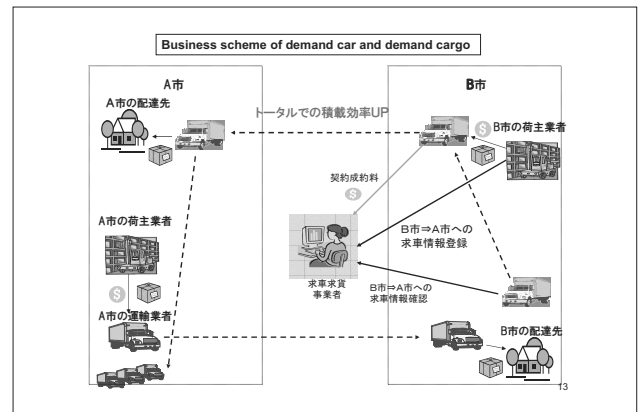 Business scheme of demand car and demand cargo
A市
B市
A市の配達先
トータルでの積載効率UP
B市の荷主業者
$
契約成約料
$
A市の荷主業者
B市⇒A市への
求車情報登録
$
求車求貨
事業者
B市⇒A市への
求車情報確認
A市の運輸業者
B市の配達先
13